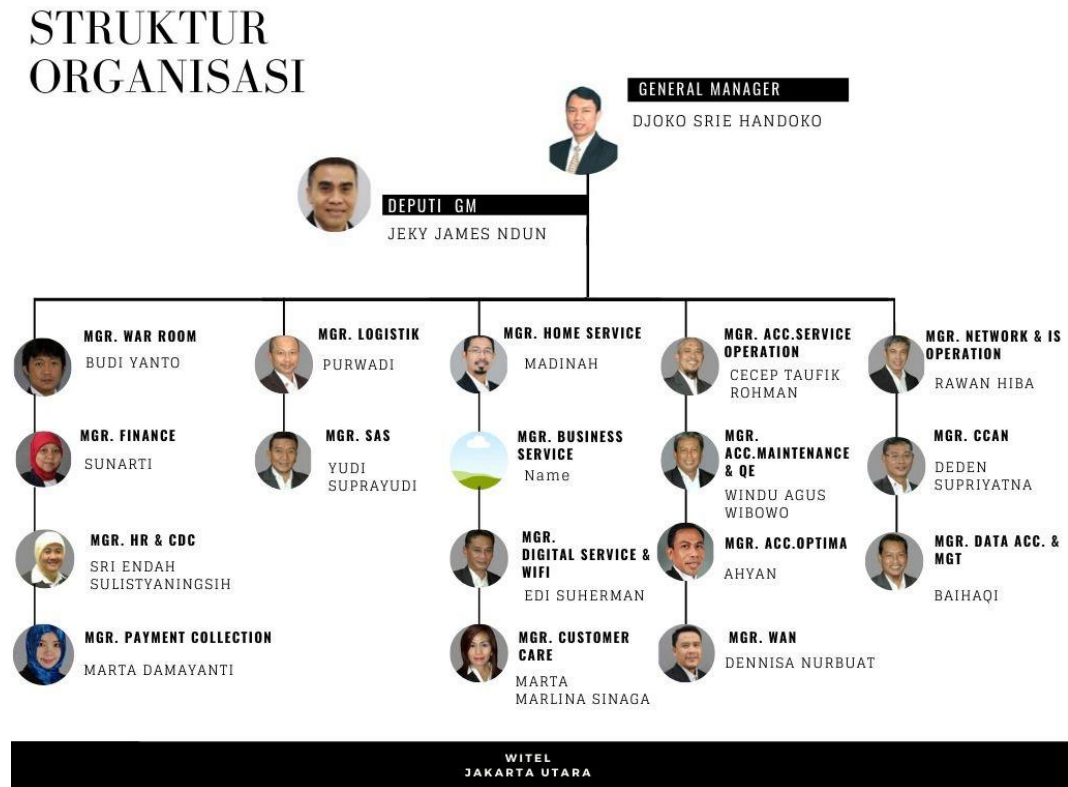 STRUKTUR
ORGANISASI
GENERAL MANAGER
DJOKO SRIE HANDOKO
DEPUTI GM
JEKY JAMES NDUN
MGR. WAR ROOM
BUDI YANTO
MGR. LOGISTIK
PURWADI
MGR. HOME SERVICE
MADINAH
MGR. ACC.SERVICE
OPERATION
CECEP TAUFIK
ROHMAN
MGR. NETWORK & IS
OPERATION
RAWAN HIBA
MGR. FINANCE
SUNARTI
MGR. SAS
YUDI
SUPRAYUDI
MGR. BUSINESS
SERVICE
Name
MGR.
ACC.MAINTENANCE
& QE
WINDU AGUS
WIBOWO
MGR. CCAN
DEDEN
SUPRIYATNA
MGR. HR & CDC
SRI ENDAH
SULISTYANINGSIH
MGR.
DIGITAL SERVICE &
WIFI
EDI SUHERMAN
MGR. ACC.OPTIMA
AHYAN
MGR. DATA ACC. &
MGT
BAIHAQI
MGR. PAYMENT COLLECTION
MARTA DAMAYANTI
MGR. CUSTOMER
CARE
MARTA
MARLINA SINAGA
MGR. WAN
DENNISA NURBUAT
WITEL
JAKARTA UTARA